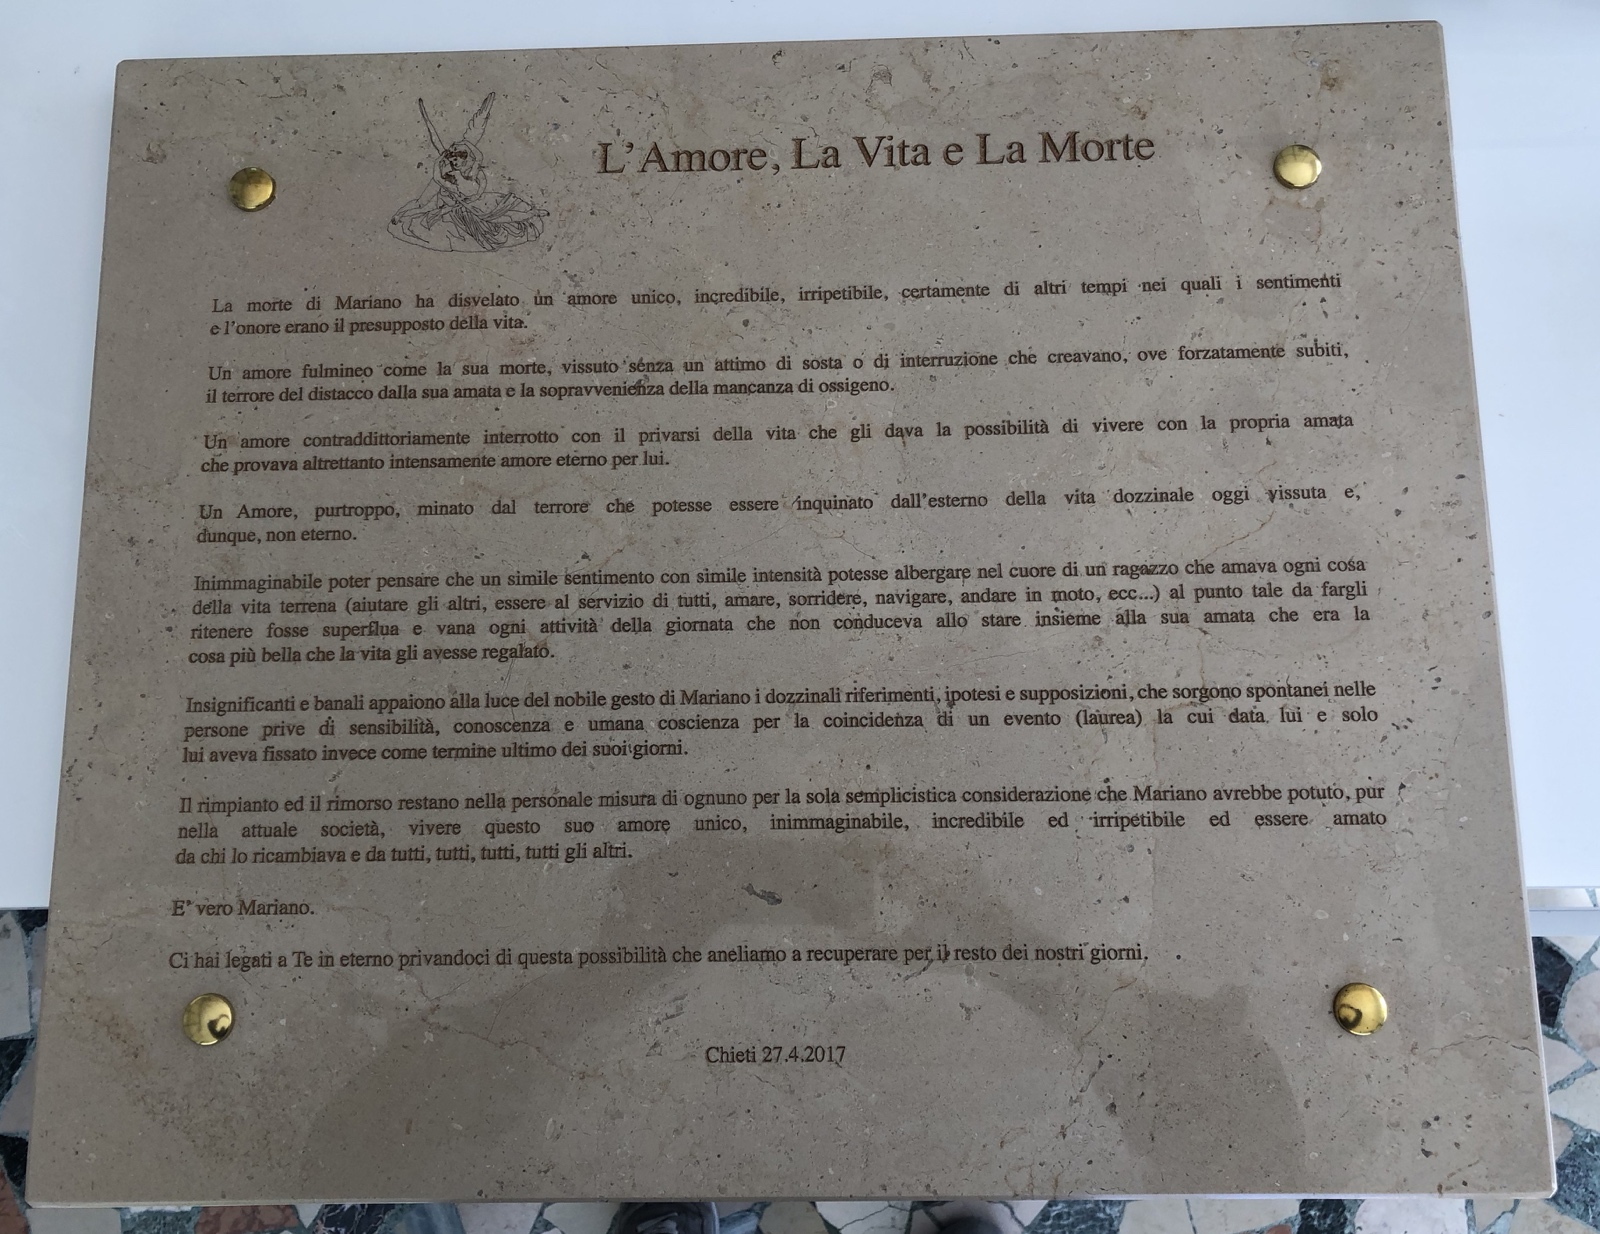 L'Amore, La Vita e La Morte
La morte di Mariano ha disvelato un amore unico, incredibile, irripetibile, certamente di altri tempi nei quali i sentimenti
e l'onore erano il presupposto della vita.
Un amore fulmineo come la sua morte, vissuto senza un attimo di sosta o di interruzione che creavano, ove forzatamente subiti,
il terrore del distacco dalla sua amata e la sopravvenienza della mancanza di ossigeno.
Un amore contraddittoriamente interrotto con il privarsi della vita che gli dava la possibilità di vivere con la propria amata
che provava altrettanto intensamente amore eterno per lui.
Un Amore, purtroppo, minato dal terrore che potesse essere inquinato dall'esterno della vita dozzinale oggi vissuta e,
dunque, non eterno.
Inimmaginabile poter pensare che un simile sentimento con simile intensità potesse albergare nel cuore di un ragazzo che amava ogni cosa
della vita terrena (aiutare gli altri, essere al servizio di tutti, amare, sorridere, navigare, andare in moto, ecc...) al punto tale da fargli
ritenere fosse superflua e vana ogni attività della giornata che non conduceva allo stare insieme alla sua amata che era la
cosa più bella che la vita gli avesse regalato.
Insignificanti e banali appaiono alla luce del nobile gesto di Mariano i dozzinali riferimenti, ipotesi e supposizioni, che sorgono spontanei nelle
persone prive di sensibilità, conoscenza e umana coscienza per la coincidenza di un evento (laurea) la cui data lui e solo
lui aveva fissato invece come termine ultimo dei suoi giorni.
Il rimpianto ed il rimorso restano nella personale misura di ognuno per la sola semplicistica considerazione che Mariano avrebbe potuto, pur
nella attuale società, vivere questo suo amore unico, inimmaginabile, incredibile ed irripetibile ed essere amato
da chi lo ricambiava e da tutti, tutti, tutti, tutti gli altri.
E' vero Mariano.
Ci hai legati a Te in eterno privandoci di questa possibilità che aneliamo a recuperare per il resto dei nostri giorni.
Chieti 27.4.2017